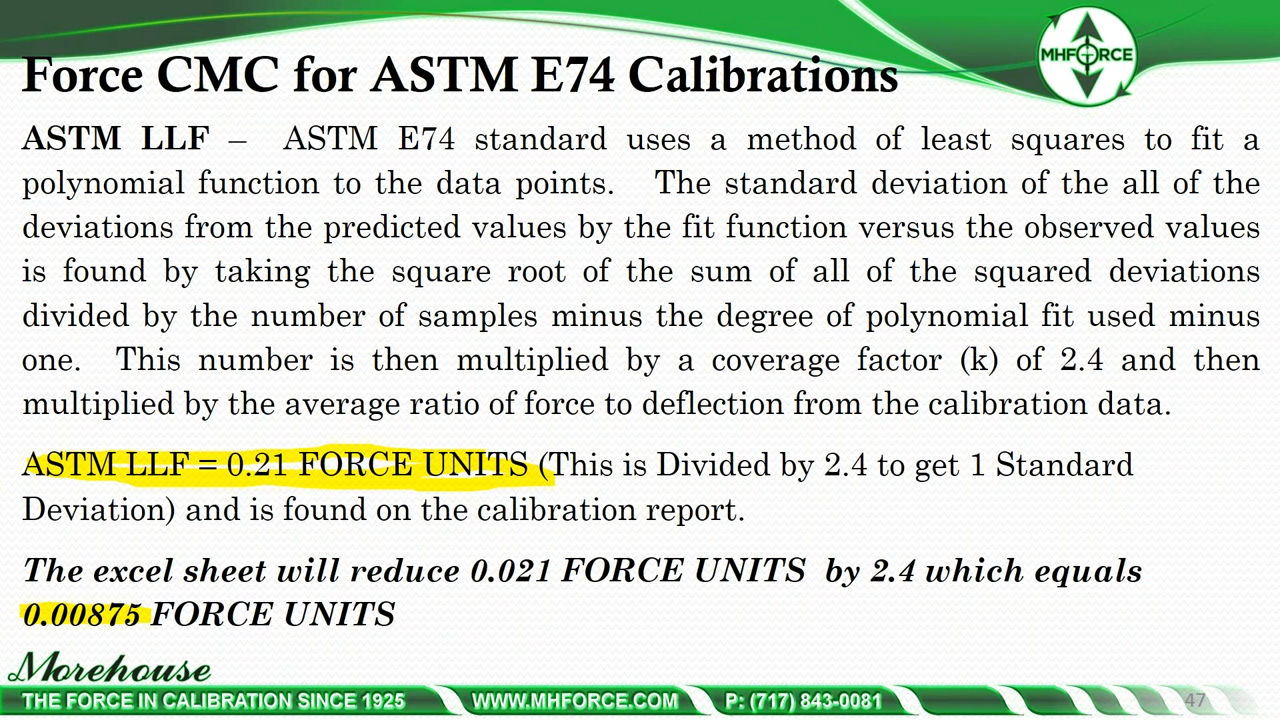 MHFORCE
Force CMC for ASTM E74 Calibrations
ASTM LLF – ASTM E74 standard uses a method of least squares to fit a
polynomial function to the data points. The standard deviation of the all of the
deviations from the predicted values by the fit function versus the observed values
is found by taking the square root of the sum of all of the squared deviations
divided by the number of samples minus the degree of polynomial fit used minus
one. This number is then multiplied by a coverage factor (k) of 2.4 and then
multiplied by the average ratio of force to deflection from the calibration data.
ASTM LLF = 0.21 FORCE UNITS (This is Divided by 2.4 to get 1 Standard
Deviation) and is found on the calibration report.
The excel sheet will reduce 0.021 FORCE UNITS by 2.4 which equals
0.00875 FORCE UNITS
Morehouse
THE FORCE IN CALIBRATION SINCE 1925 WWW.MHFORCE.COM P: (717) 843-0081 47